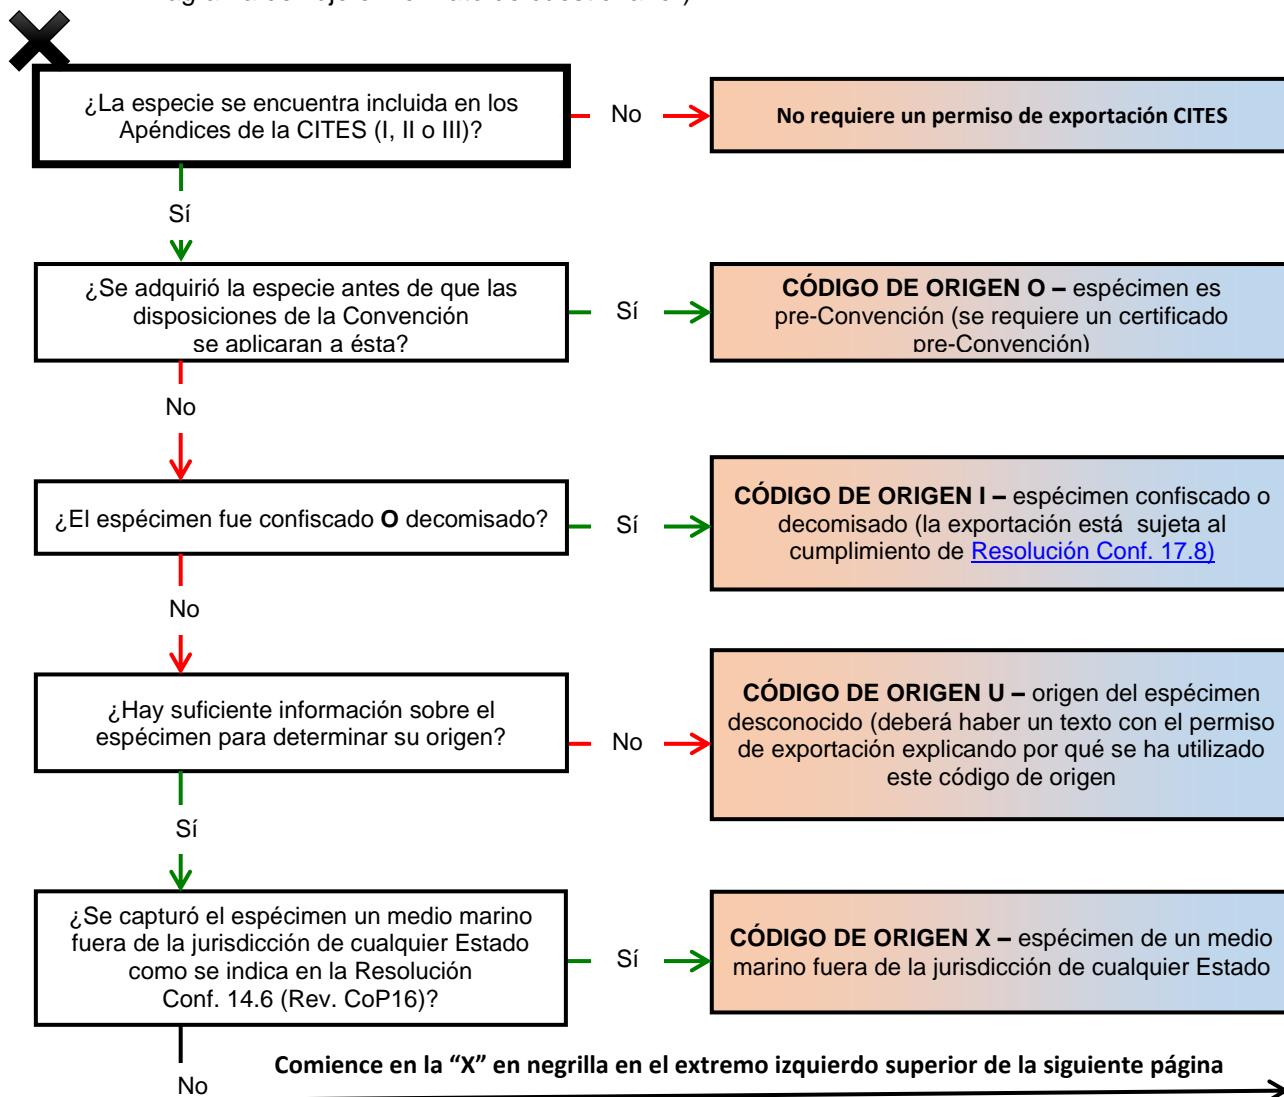 ¿La especie se encuentra incluida en los
Apéndices de la CITES (I, II o III)?
No
No requiere un permiso de exportación CITES
Sí
¿Se adquirió la especie antes de que las
disposiciones de la Convención
se aplicaran a ésta?
Sí
CÓDIGO DE ORIGEN O – espécimen es
pre-Convención (se requiere un certificado
pre-Convención)
No
¿El espécimen fue confiscado O decomisado?
Sí
CÓDIGO DE ORIGEN I – espécimen confiscado o
decomisado (la exportación está sujeta al
cumplimiento de Resolución Conf. 17.8)
No
¿Hay suficiente información sobre el
espécimen para determinar su origen?
No
CÓDIGO DE ORIGEN U – origen del espécimen
desconocido (deberá haber un texto con el permiso
de exportación explicando por qué se ha utilizado
este código de origen
Sí
¿Se capturó el espécimen un medio marino
fuera de la jurisdicción de cualquier Estado
como se indica en la Resolución
Conf. 14.6 (Rev. CoP16)?
Sí
CÓDIGO DE ORIGEN X – espécimen de un medio
marino fuera de la jurisdicción de cualquier Estado
No
Comience en la “X” en negrilla en el extremo izquierdo superior de la siguiente página